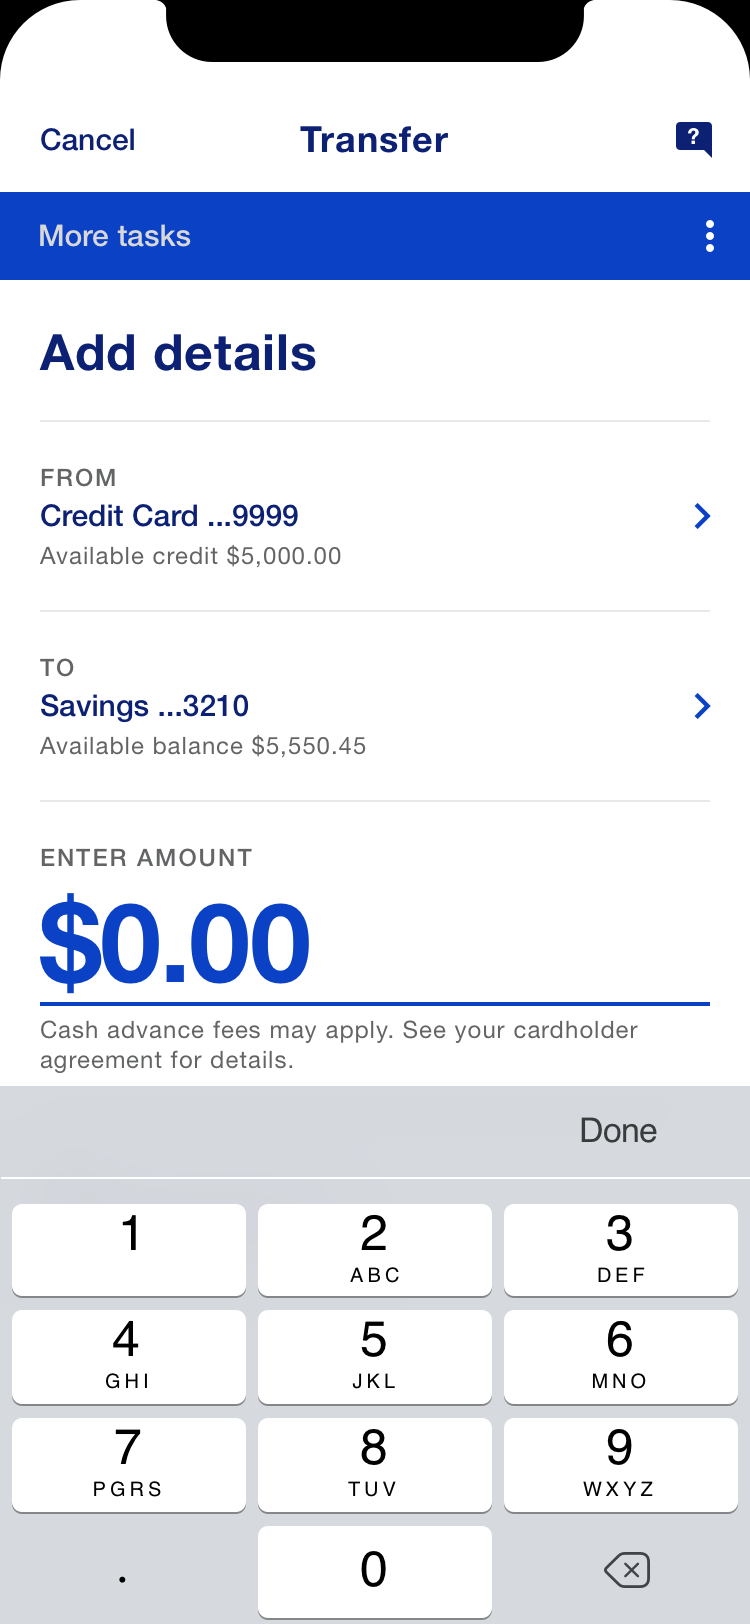 Cancel
Transfer
?
More tasks
Add details
FROM
Credit Card ...9999
Available credit $5,000.00
TO
Savings ...3210
Available balance $5,550.45
ENTER AMOUNT
$0.00
Cash advance fees may apply. See your cardholder
agreement for details.
Done
1
2
ABC
3
DEF
4
GHI
5
JKL
6
MNO
7
PGRS
8
TUV
9
WXYZ
.
0